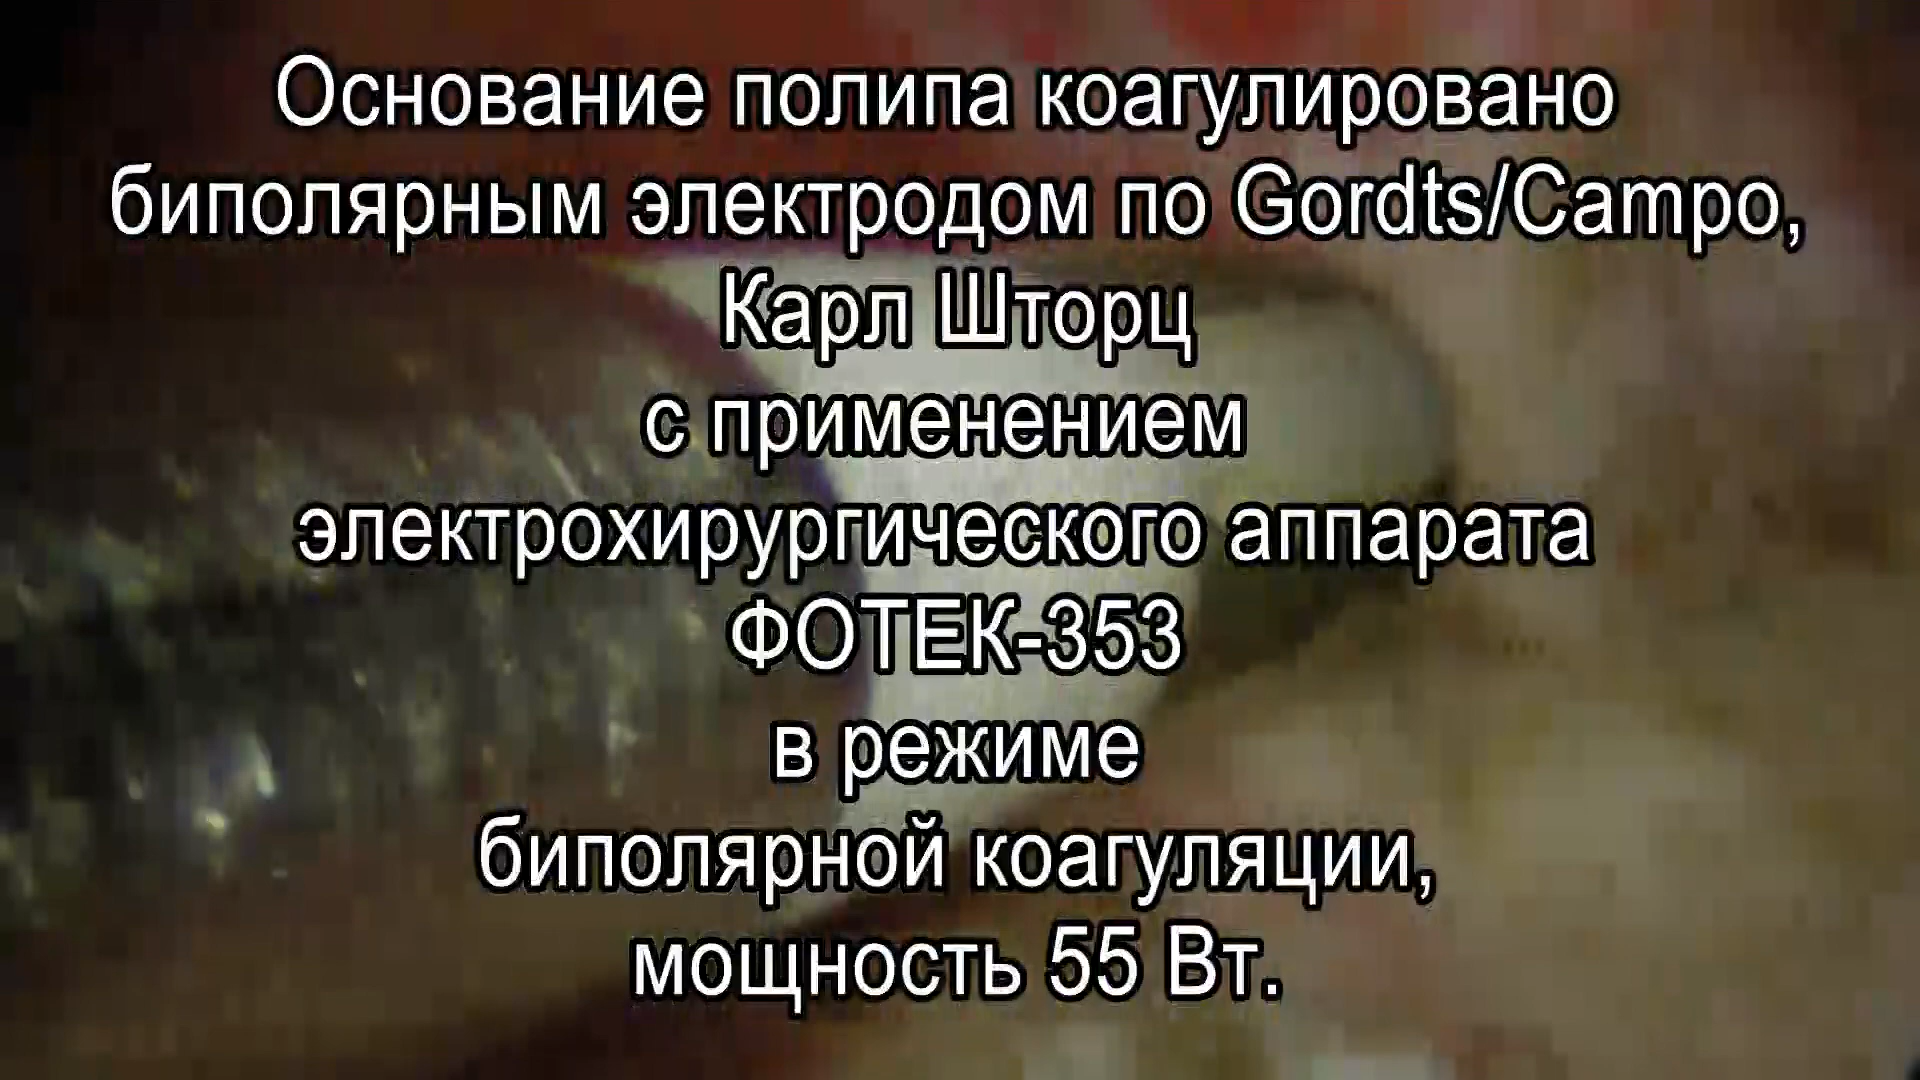 Основание полипа коагулировано
биполярным электродом по Gordts/Campo,
Карл Шторц
с применением
электрохирургического аппарата
ФОТЕК-353
в режиме
биполярной коагуляции,
мощность 55 Вт.